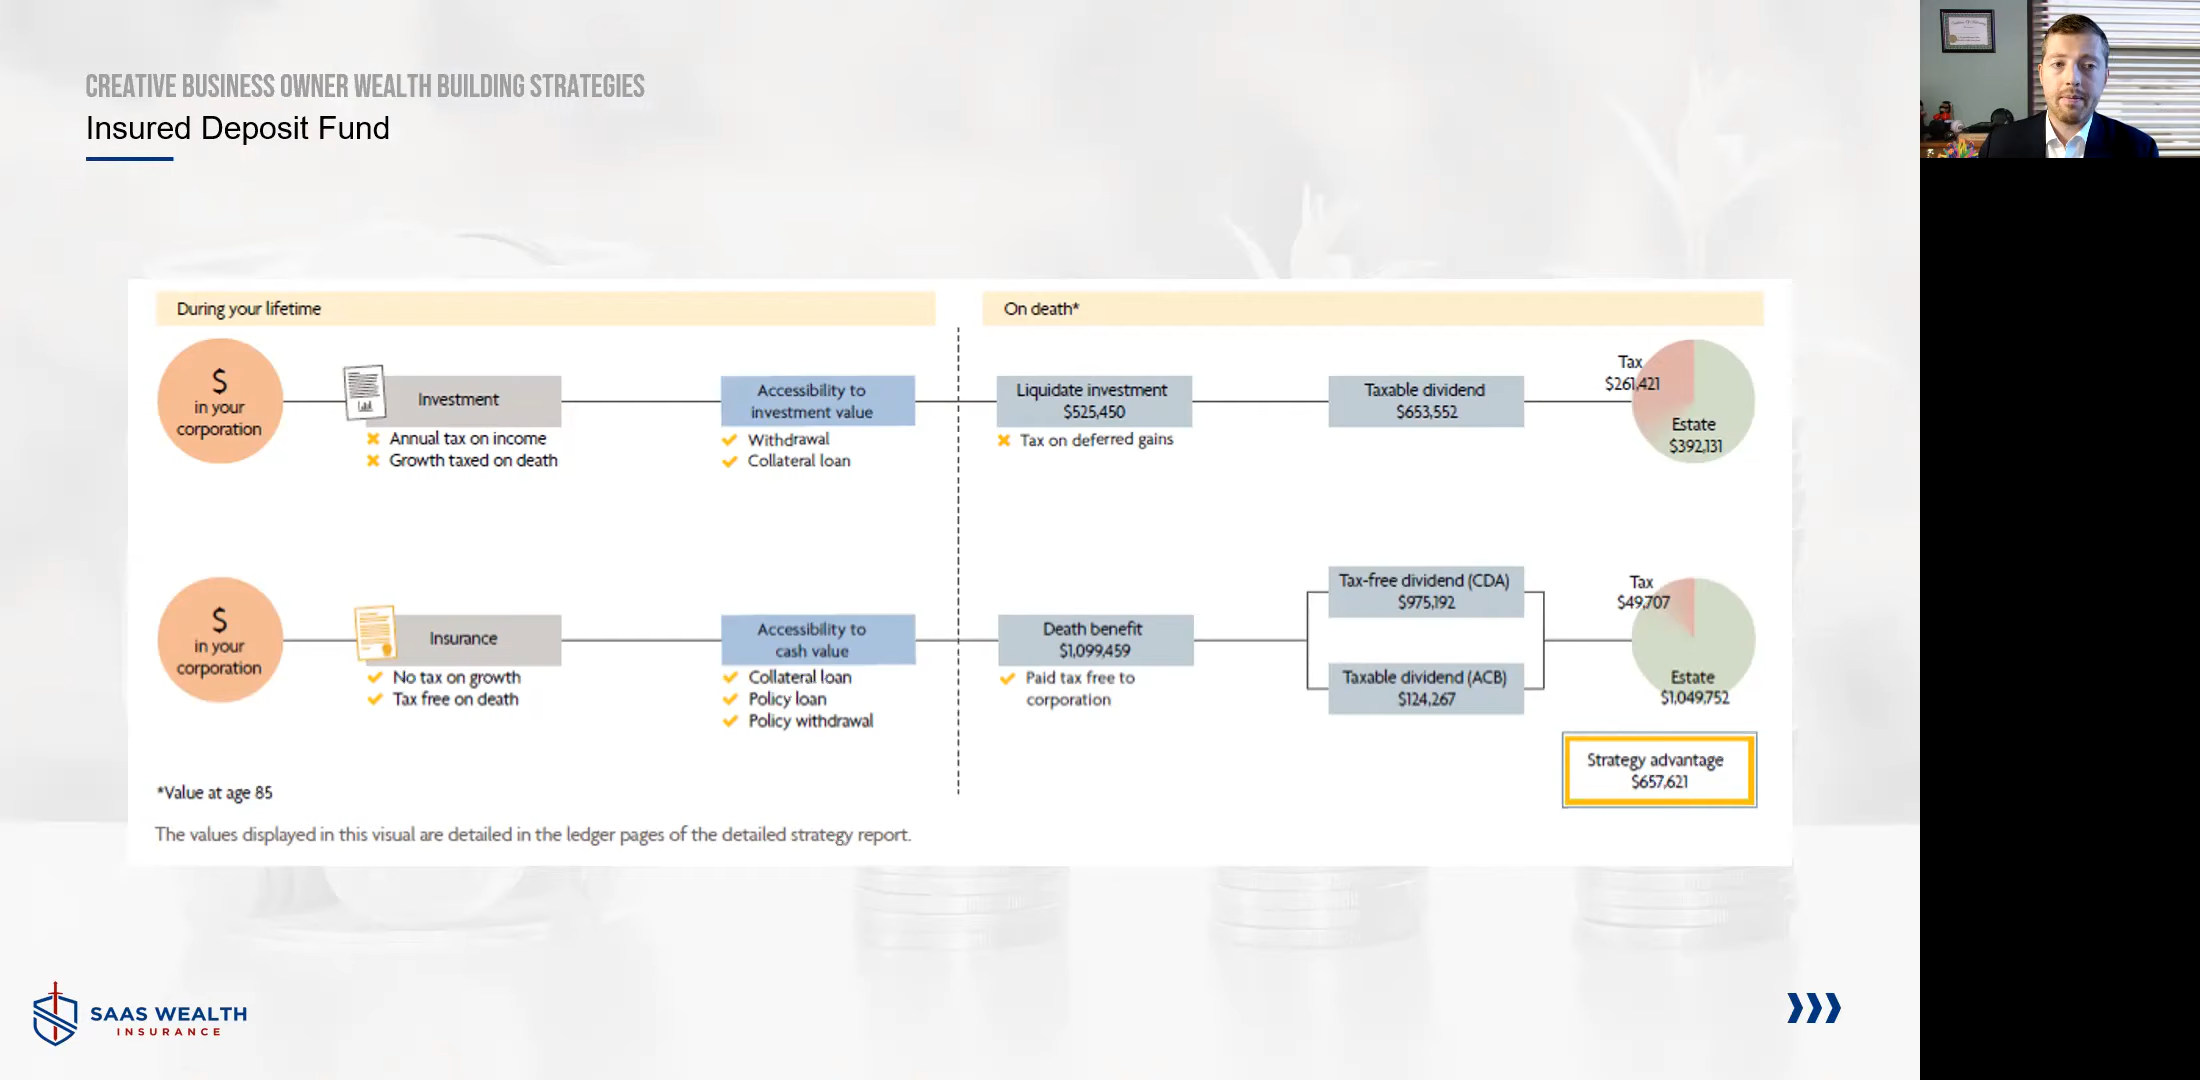 CREATIVE BUSINESS OWNER WEALTH BUILDING STRATEGIES
Insured Deposit Fund
During your lifetime
On death*
$
in your
corporation
Investment
Annual tax on income
Growth taxed on death
Accessibility to
investment value
Withdrawal
Collateral loan
Liquidate investment
$525,450
Tax on deferred gains
Taxable dividend
$653,552
Tax
$261,421
Estate
$392,131
$
in your
corporation
Insurance
No tax on growth
Tax free on death
Accessibility to
cash value
Collateral loan
Policy loan
Policy withdrawal
Death benefit
$1,099,459
Paid tax free to
corporation
Tax-free dividend (CDA)
$975,192
Taxable dividend (ACB)
$124,267
Tax
$49,707
Estate
$1,049,752
Strategy advantage
$657,621
*Value at age 85
The values displayed in this visual are detailed in the ledger pages of the detailed strategy report.
SAAS WEALTH
INSURANCE